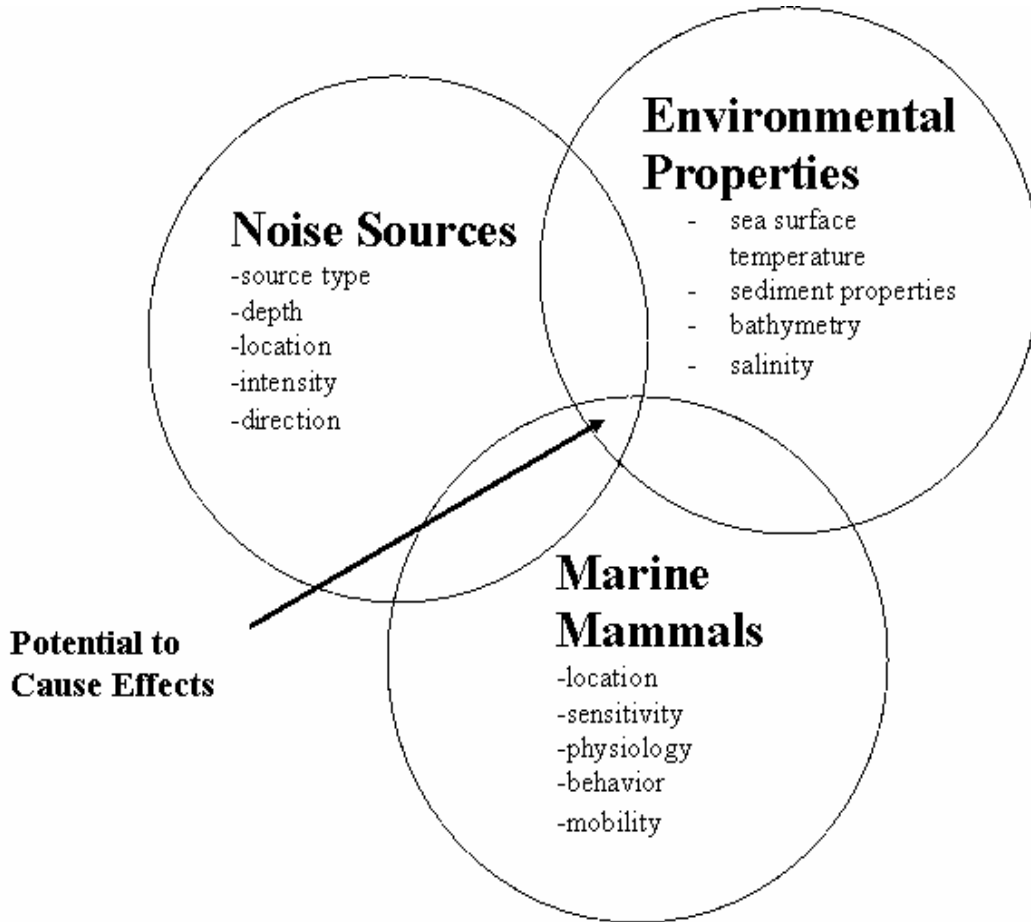 Environmental
Properties
- sea surface
temperature
- sediment properties
- bathymetry
- salinity
Noise Sources
-source type
-depth
-location
-intensity
-direction
Marine
Mammals
-location
-sensitivity
-physiology
-behavior
-mobility
Potential to
Cause Effects